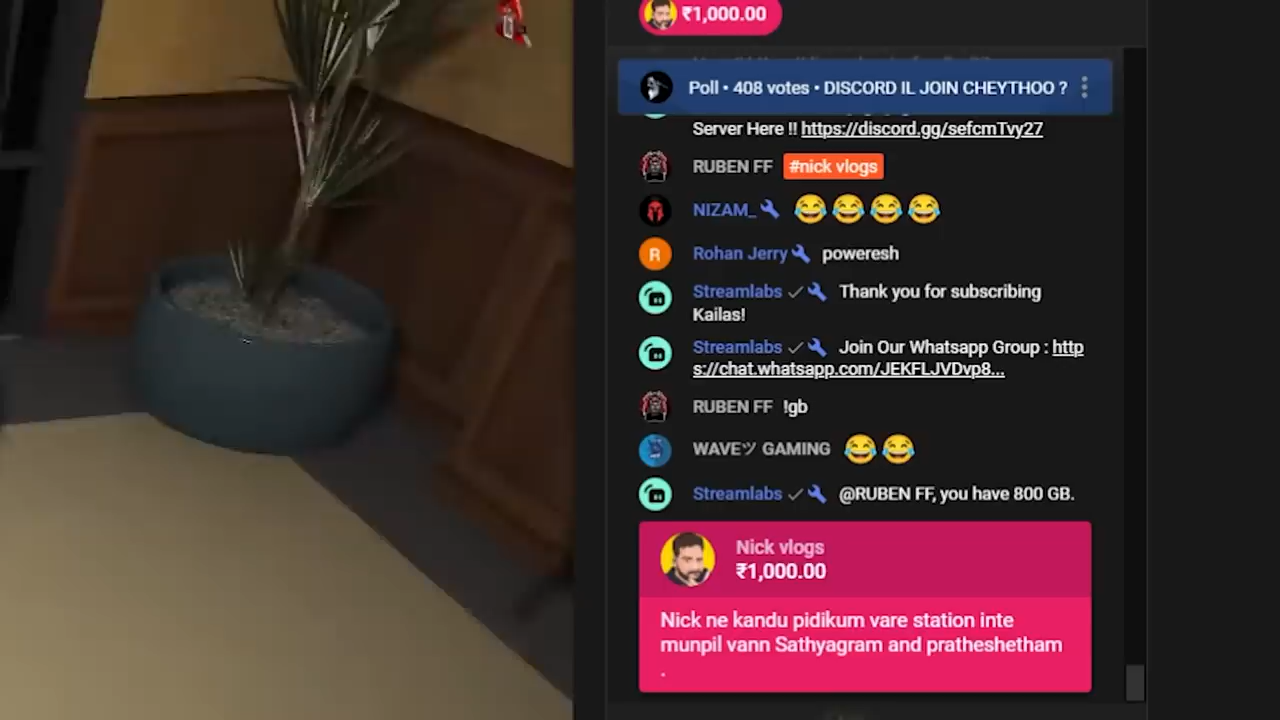 ₹1,000.00
Poll • 408 votes • DISCORD IL JOIN CHEYTHOO ?
Server Here !! https://discord.gg/sefcmTvy27
RUBEN FF #nick vlogs
NIZAM_ 😂😂😂😂
R Rohan Jerry poweresh
Streamlabs Thank you for subscribing
Kailas!
Streamlabs Join Our Whatsapp Group : http
s://chat.whatsapp.com/JEKFLJVDvp8...
RUBEN FF !gb
WAVEツ GAMING 😂😂
Streamlabs @RUBEN FF, you have 800 GB.
Nick vlogs
₹1,000.00
Nick ne kandu pidikum vare station inte
munpil vann Sathyagram and pratheshetham
.